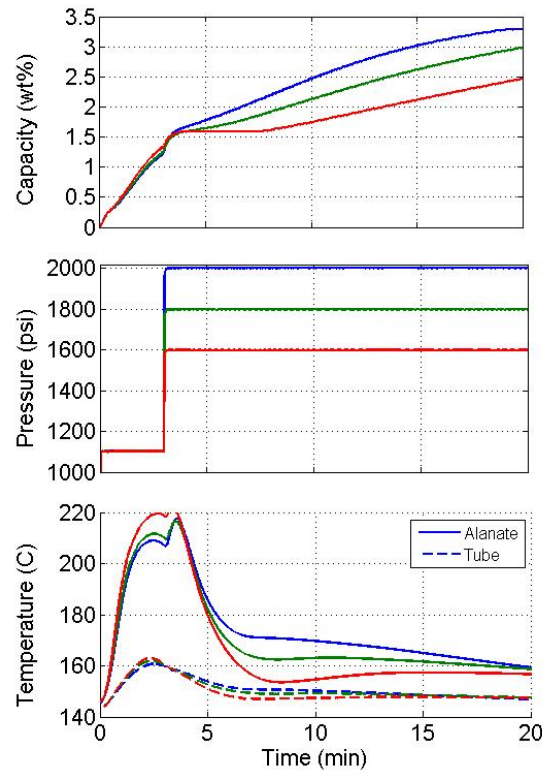 3.5
3
2.5
2
1.5
1
0.5
0
Capacity (wt%)
2000
1800
1600
1400
1200
1000
Pressure (psi)
220
200
180
160
140
Temperature (C)
Alanate
Tube
0 5 10 15 20
Time (min)